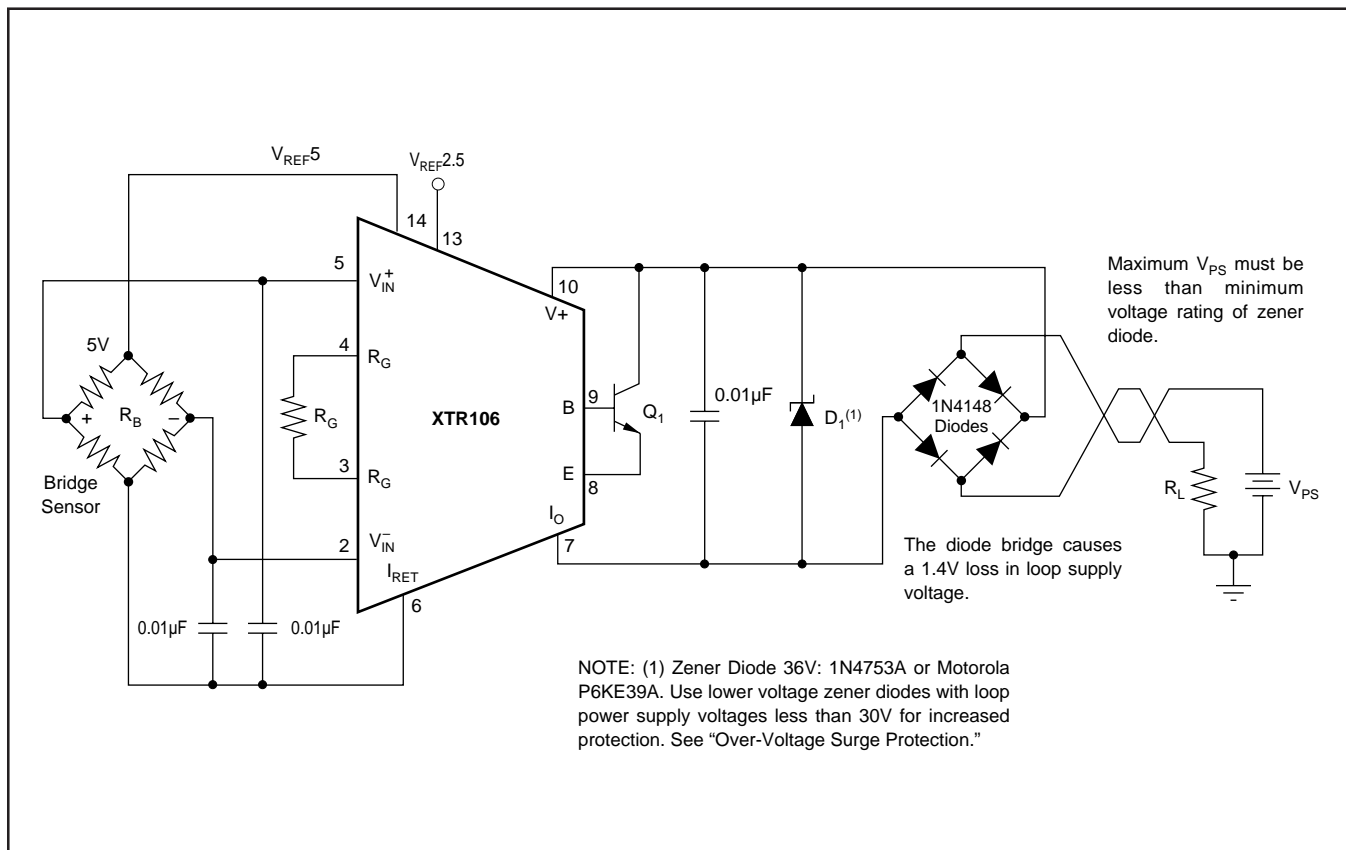 V_REF5
V_REF2.5
14
13
5
V_IN^+
10
V+
Maximum V_PS must be
less than minimum
voltage rating of zener
diode.
5V
4
R_G
R_B
+
–
R_G
XTR106
9
B
Q_1
0.01µF
D_1^(1)
1N4148
Diodes
3
R_G
E
8
Bridge
Sensor
R_L
V_PS
I_O
7
2
V_IN^–
I_RET
6
The diode bridge causes
a 1.4V loss in loop supply
voltage.
0.01µF
0.01µF
NOTE: (1) Zener Diode 36V: 1N4753A or Motorola
P6KE39A. Use lower voltage zener diodes with loop
power supply voltages less than 30V for increased
protection. See “Over-Voltage Surge Protection.”